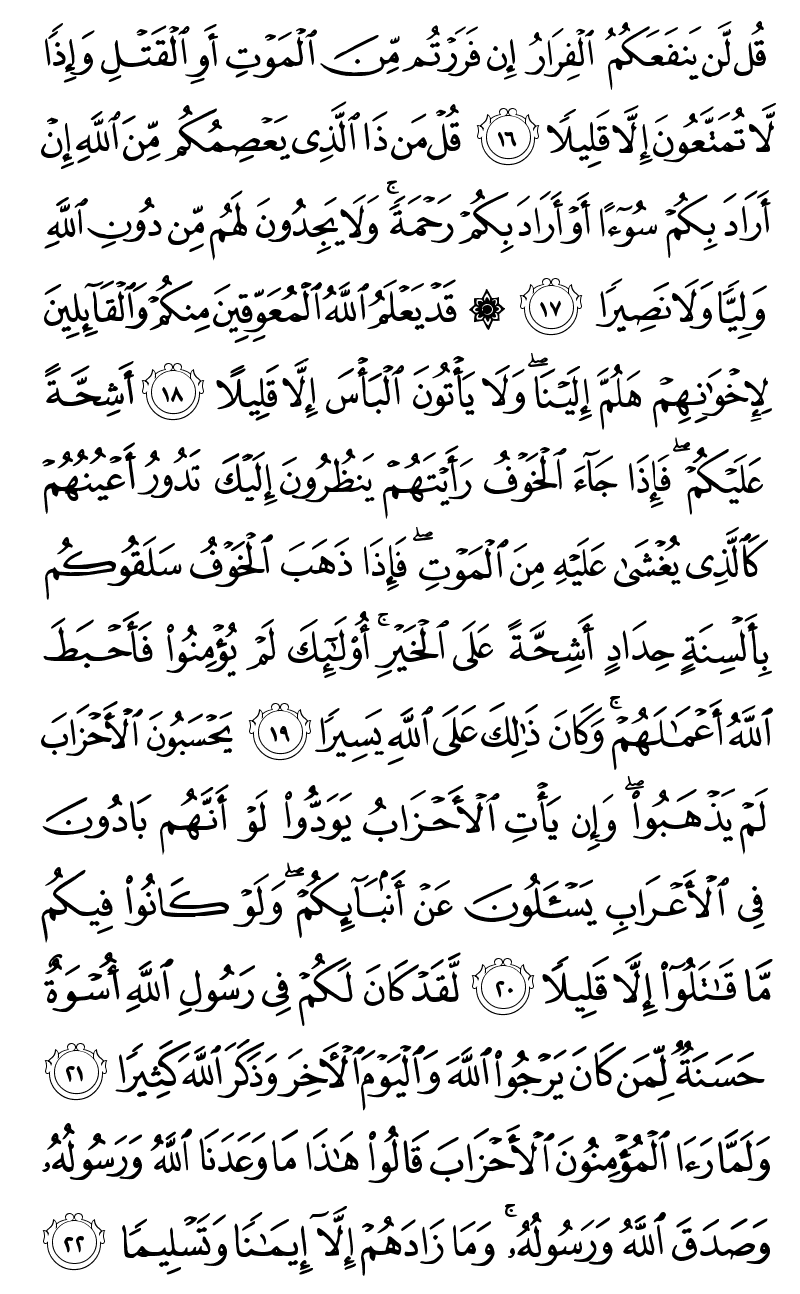 قُل لَّن يَنفَعَكُمُ ٱلۡفِرَارُ إِن فَرَرۡتُم مِّنَ ٱلۡمَوۡتِ أَوِ ٱلۡقَتۡلِ وَإِذٗا
لَّا تُمَتَّعُونَ إِلَّا قَلِيلٗا ١٦ قُلۡ مَن ذَا ٱلَّذِي يَعۡصِمُكُم مِّنَ ٱللَّهِ إِنۡ
أَرَادَ بِكُمۡ سُوٓءًا أَوۡ أَرَادَ بِكُمۡ رَحۡمَةٗۚ وَلَا يَجِدُونَ لَهُم مِّن دُونِ ٱللَّهِ
وَلِيّٗا وَلَا نَصِيرٗا ١٧ ۞ قَدۡ يَعۡلَمُ ٱللَّهُ ٱلۡمُعَوِّقِينَ مِنكُمۡ وَٱلۡقَآئِلِينَ
لِإِخۡوَٰنِهِمۡ هَلُمَّ إِلَيۡنَاۖ وَلَا يَأۡتُونَ ٱلۡبَأۡسَ إِلَّا قَلِيلًا ١٨ أَشِحَّةً
عَلَيۡكُمۡۖ فَإِذَا جَآءَ ٱلۡخَوۡفُ رَأَيۡتَهُمۡ يَنظُرُونَ إِلَيۡكَ تَدُورُ أَعۡيُنُهُمۡ
كَٱلَّذِي يُغۡشَىٰ عَلَيۡهِ مِنَ ٱلۡمَوۡتِۖ فَإِذَا ذَهَبَ ٱلۡخَوۡفُ سَلَقُوكُم
بِأَلۡسِنَةٍ حِدَادٍ أَشِحَّةً عَلَى ٱلۡخَيۡرِۚ أُوْلَٰٓئِكَ لَمۡ يُؤۡمِنُواْ فَأَحۡبَطَ
ٱللَّهُ أَعۡمَٰلَهُمۡۚ وَكَانَ ذَٰلِكَ عَلَى ٱللَّهِ يَسِيرٗا ١٩ يَحۡسَبُونَ ٱلۡأَحۡزَابَ
لَمۡ يَذۡهَبُواْۖ وَإِن يَأۡتِ ٱلۡأَحۡزَابُ يَوَدُّواْ لَوۡ أَنَّهُم بَادُونَ
فِي ٱلۡأَعۡرَابِ يَسۡـَٔلُونَ عَنۡ أَنۢبَآئِكُمۡۖ وَلَوۡ كَانُواْ فِيكُم
مَّا قَٰتَلُوٓاْ إِلَّا قَلِيلٗا ٢٠ لَّقَدۡ كَانَ لَكُمۡ فِي رَسُولِ ٱللَّهِ أُسۡوَةٌ
حَسَنَةٞ لِّمَن كَانَ يَرۡجُواْ ٱللَّهَ وَٱلۡيَوۡمَ ٱلۡأٓخِرَ وَذَكَرَ ٱللَّهَ كَثِيرٗا ٢١
وَلَمَّا رَءَا ٱلۡمُؤۡمِنُونَ ٱلۡأَحۡزَابَ قَالُواْ هَٰذَا مَا وَعَدَنَا ٱللَّهُ وَرَسُولُهُۥ
وَصَدَقَ ٱللَّهُ وَرَسُولُهُۥۚ وَمَا زَادَهُمۡ إِلَّآ إِيمَٰنٗا وَتَسۡلِيمٗا ٢٢